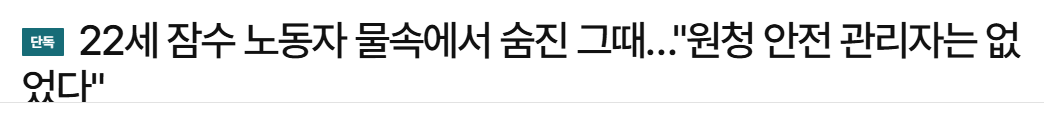 단독 22세 잠수 노동자 물속에서 숨진 그때…"원청 안전 관리자는 없
었다"